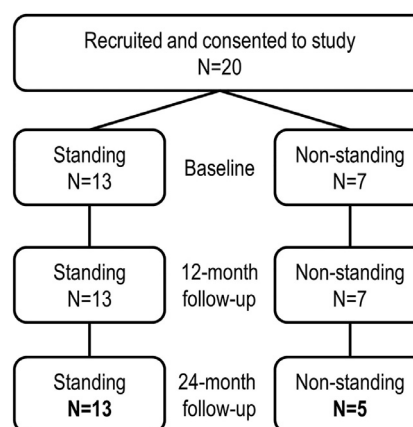 Recruited and consented to study
N=20
Standing
N=13
Baseline
Non-standing
N=7
Standing
N=13
12-month
follow-up
Non-standing
N=7
Standing
N=13
24-month
follow-up
Non-standing
N=5